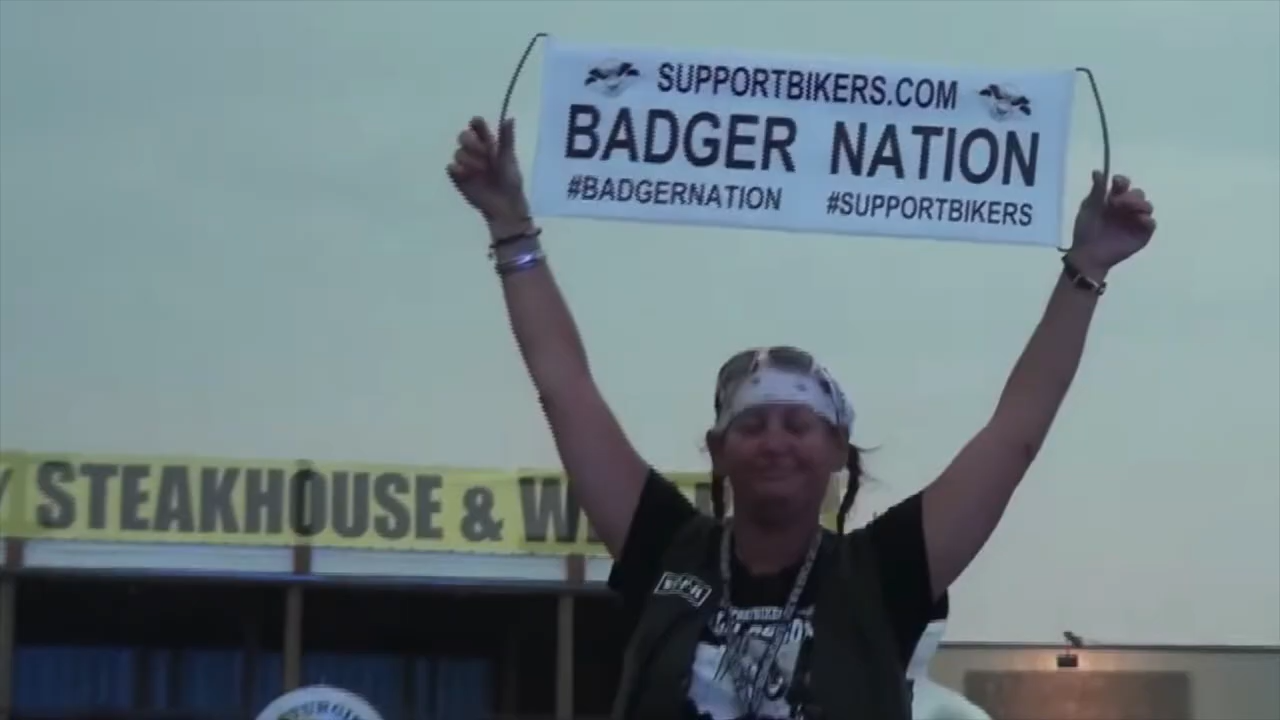 SUPPORTBIKERS.COM
BADGER NATION
#BADGERNATION #SUPPORTBIKERS
STEAKHOUSE &